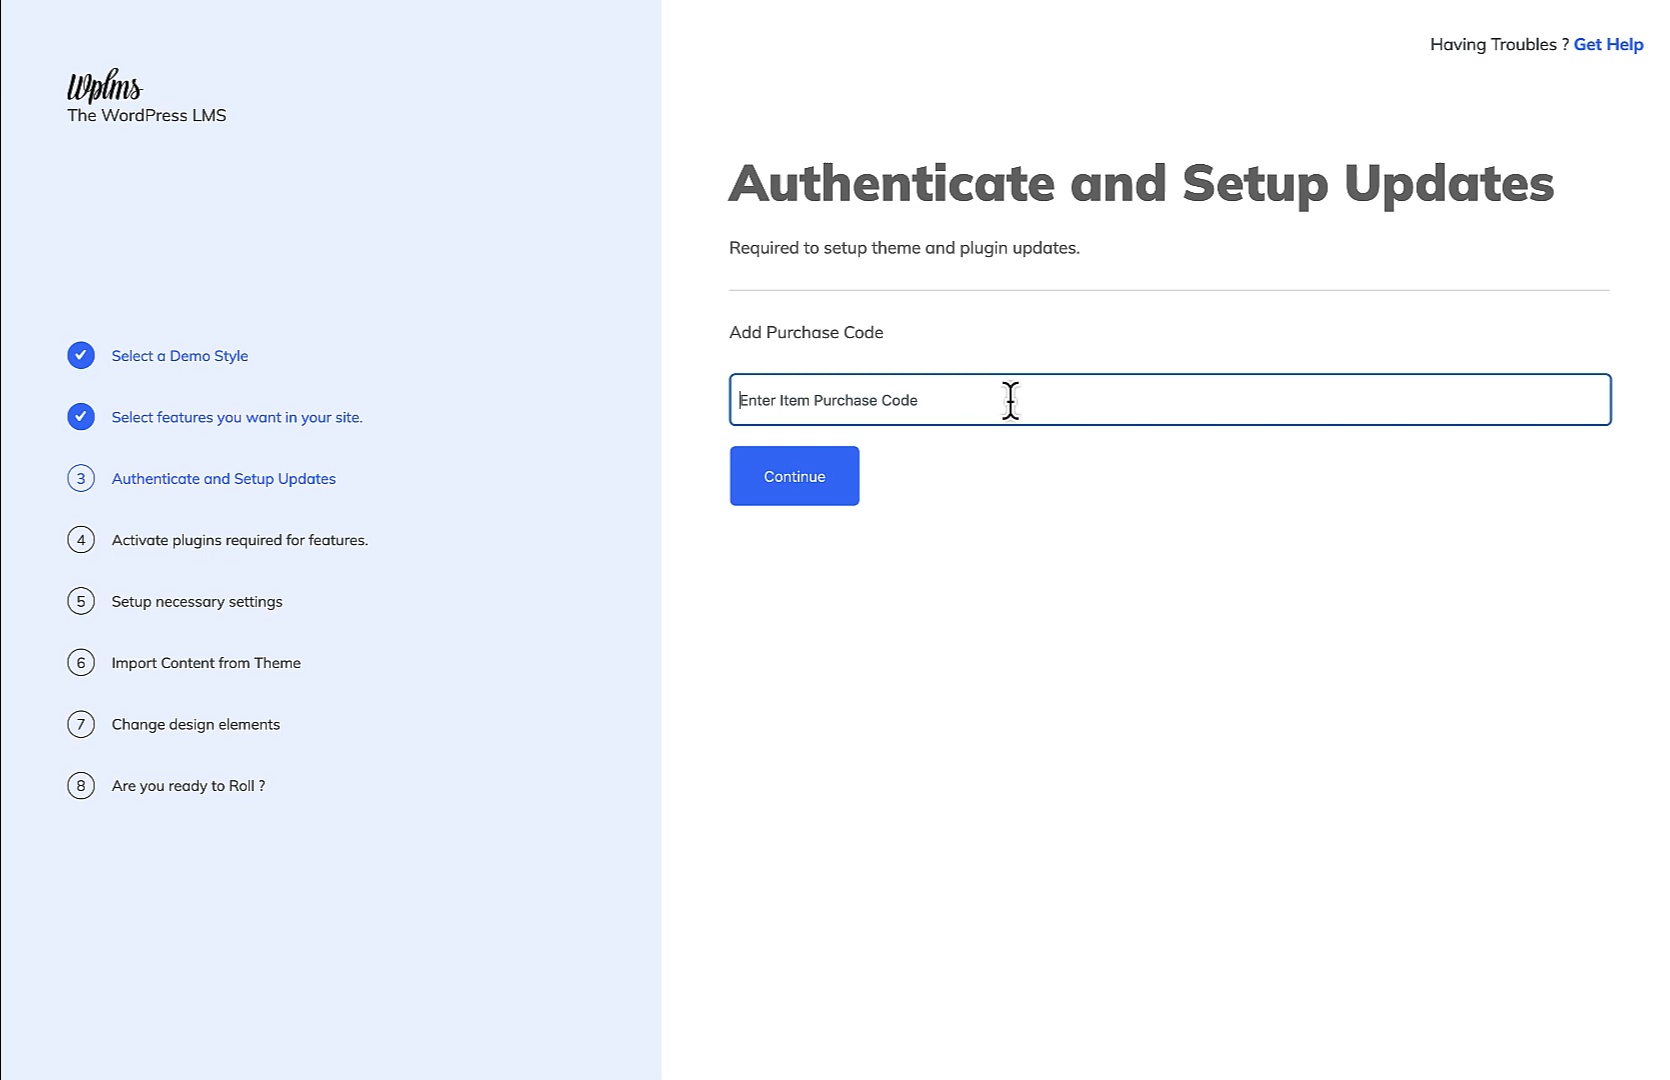 Having Troubles ? Get Help
Wplms
The WordPress LMS
Select a Demo Style
Select features you want in your site.
3 Authenticate and Setup Updates
4 Activate plugins required for features.
5 Setup necessary settings
6 Import Content from Theme
7 Change design elements
8 Are you ready to Roll ?
Authenticate and Setup Updates
Required to setup theme and plugin updates.
Add Purchase Code
Enter Item Purchase Code
Continue